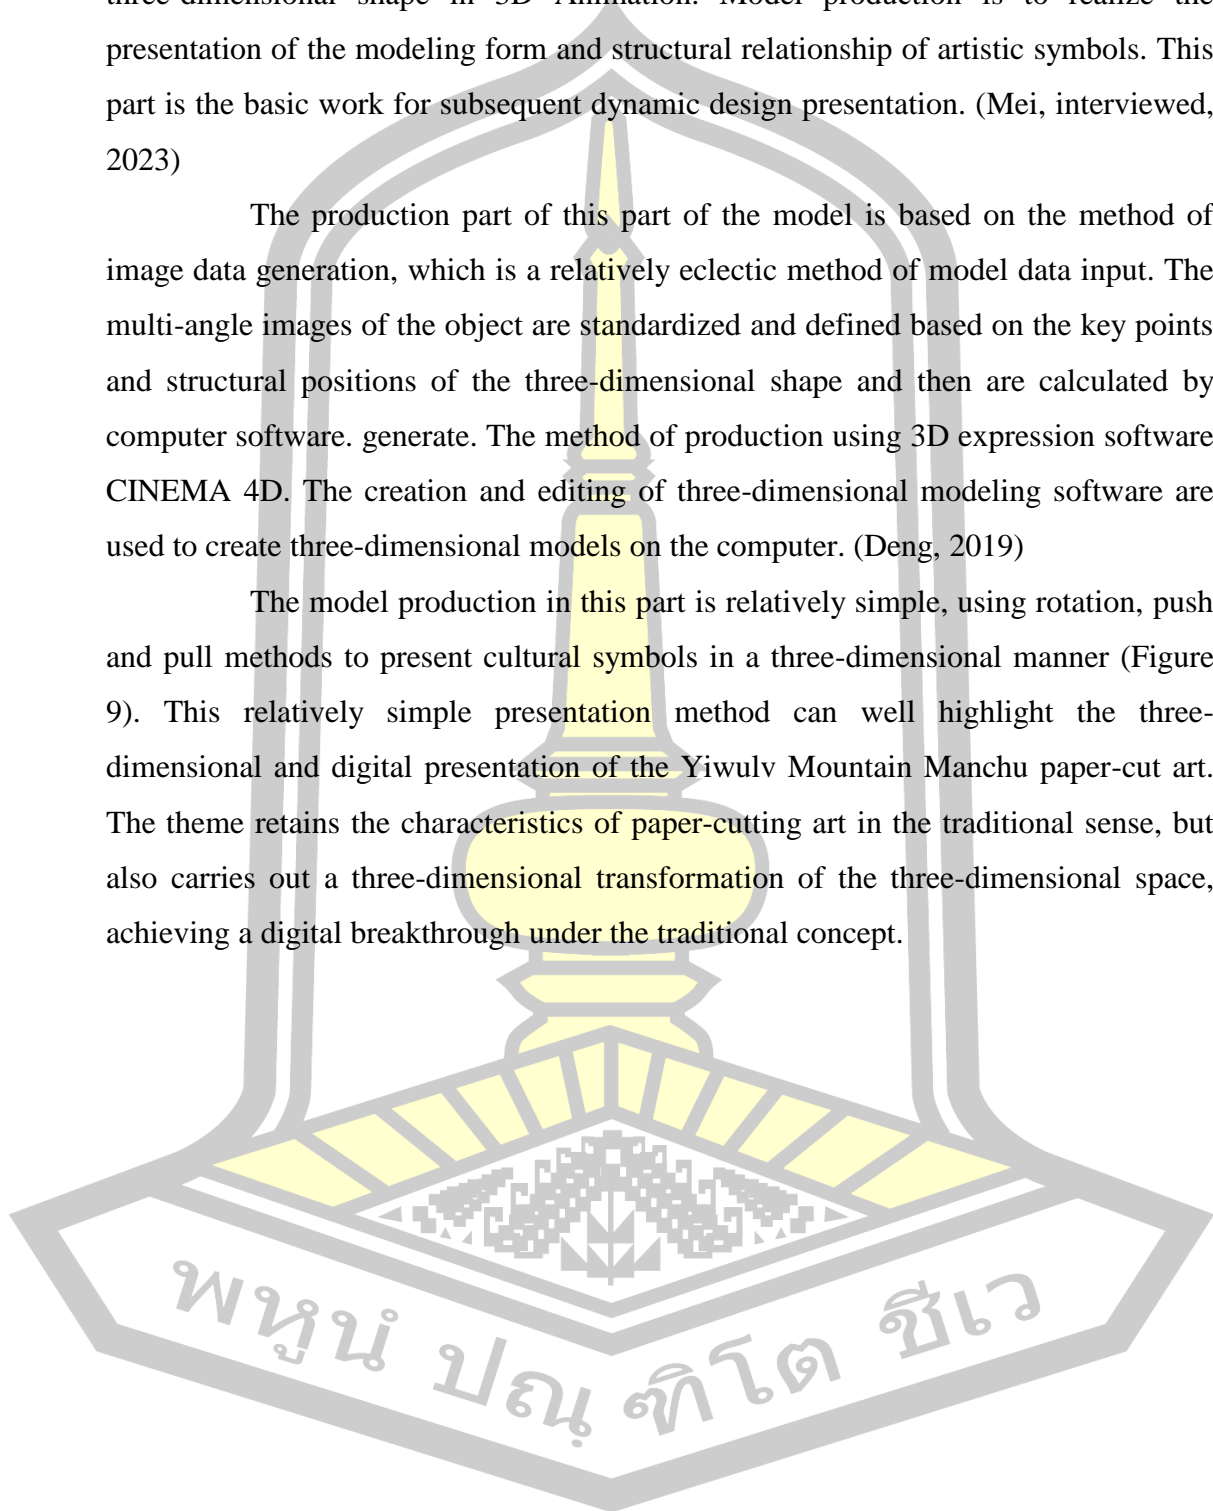 three-dimensional shape in 3D Animation. Model production is to realize the
presentation of the modeling form and structural relationship of artistic symbols. This
part is the basic work for subsequent dynamic design presentation. (Mei, interviewed,
2023)
The production part of this part of the model is based on the method of
image data generation, which is a relatively eclectic method of model data input. The
multi-angle images of the object are standardized and defined based on the key points
and structural positions of the three-dimensional shape and then are calculated by
computer software. generate. The method of production using 3D expression software
CINEMA 4D. The creation and editing of three-dimensional modeling software are
used to create three-dimensional models on the computer. (Deng, 2019)
The model production in this part is relatively simple, using rotation, push
and pull methods to present cultural symbols in a three-dimensional manner (Figure
9). This relatively simple presentation method can well highlight the three-
dimensional and digital presentation of the Yiwulv Mountain Manchu paper-cut art.
The theme retains the characteristics of paper-cutting art in the traditional sense, but
also carries out a three-dimensional transformation of the three-dimensional space,
achieving a digital breakthrough under the traditional concept.
พหูนํ ปณฺฑิโต ชีเว